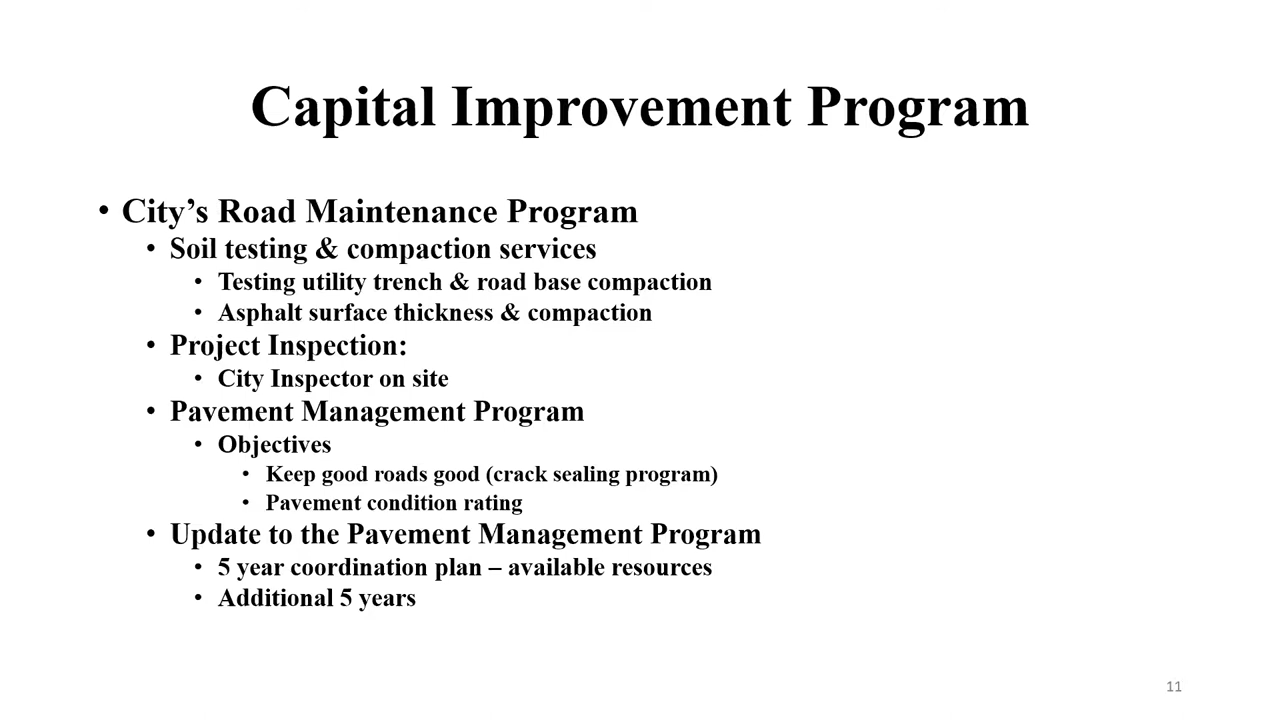 Capital Improvement Program
• City’s Road Maintenance Program
• Soil testing & compaction services
• Testing utility trench & road base compaction
• Asphalt surface thickness & compaction
• Project Inspection:
• City Inspector on site
• Pavement Management Program
• Objectives
• Keep good roads good (crack sealing program)
• Pavement condition rating
• Update to the Pavement Management Program
• 5 year coordination plan – available resources
• Additional 5 years
11